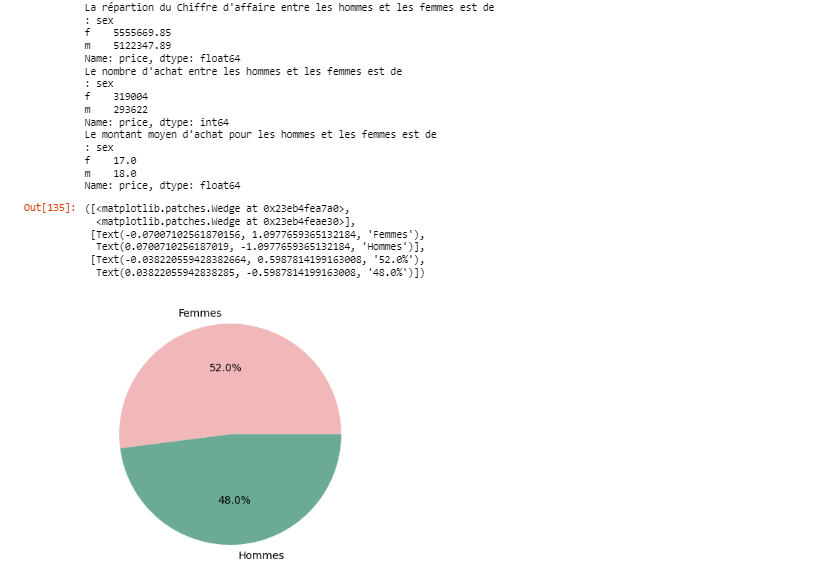 La répartion du Chiffre d'affaire entre les hommes et les femmes est de
: sex
f    5555669.85
m    5122347.89
Name: price, dtype: float64
Le nombre d'achat entre les hommes et les femmes est de
: sex
f    319004
m    293622
Name: price, dtype: int64
Le montant moyen d'achat pour les hommes et les femmes est de
: sex
f    17.0
m    18.0
Name: price, dtype: float64
Out[135]: ([<matplotlib.patches.Wedge at 0x23eb4fea7a0>,
<matplotlib.patches.Wedge at 0x23eb4feae30>],
[Text(-0.07007102561870156, 1.0977659365132184, 'Femmes'),
Text(0.0700710256187019, -1.0977659365132184, 'Hommes')],
[Text(-0.038220559428382664, 0.5987814199163008, '52.0%'),
Text(0.03822055942838285, -0.5987814199163008, '48.0%')])
Femmes
52.0%
48.0%
Hommes